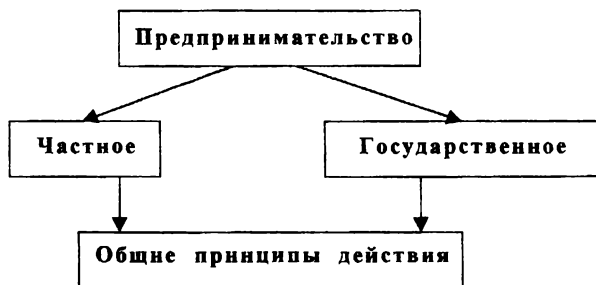 Предпринимательство
Частное
Государственное
Общие принципы действия